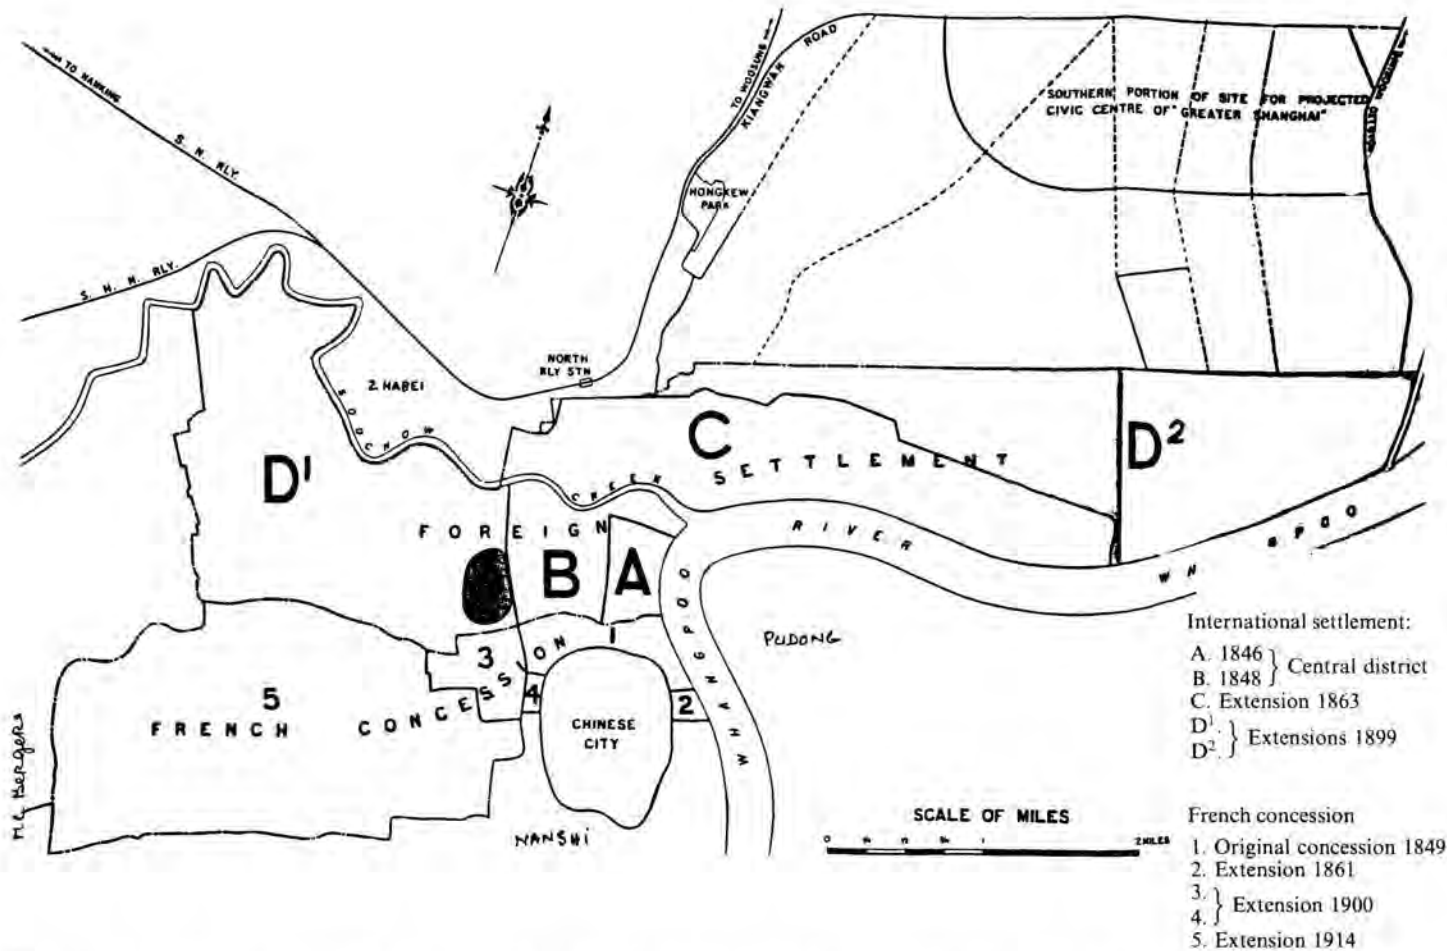 TO NANKING
S. N. RLY.
S. H. N. RLY.
TO WOOSUNG
KIANGWAN ROAD
HONGKEW
PARK
SOUTHERN PORTION OF SITE FOR PROJECTED
CIVIC CENTRE OF "GREATER SHANGHAI"
NORTH
RLY STN
ZHABEI
SOOCHOW CREEK
D¹
C
D²
FOREIGN SETTLEMENT
B
A
WHANGPOO RIVER
WHANGPOO
1
3
4
2
5
FRENCH CONCESSION
CHINESE
CITY
PUDONG
NANSHi
SCALE OF MILES
0
1
2 MILES
International settlement:
A. 1846
B. 1848 } Central district
C. Extension 1863
D¹.
D². } Extensions 1899
French concession
1. Original concession 1849
2. Extension 1861
3.
4. } Extension 1900
5. Extension 1914